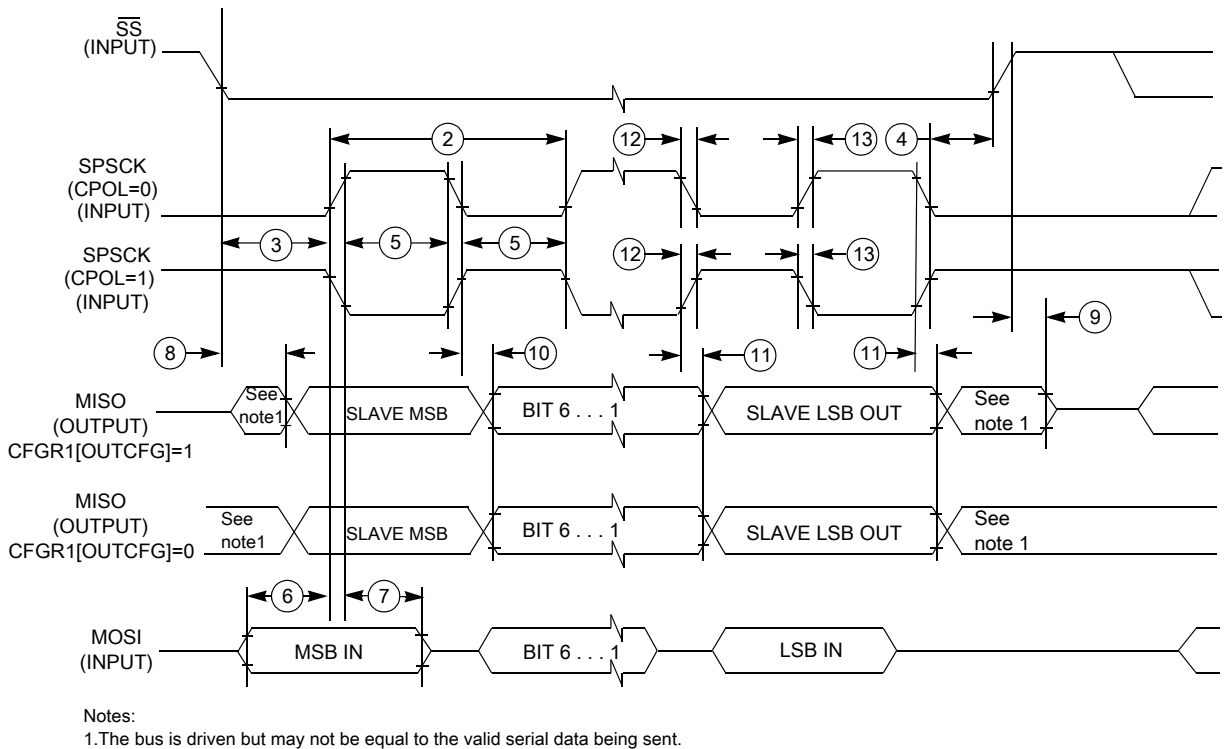 SS
(INPUT)
2
12
13
4
SPSCK
(CPOL=0)
(INPUT)
3
5
5
SPSCK
(CPOL=1)
(INPUT)
12
13
8
10
11
11
9
MISO
(OUTPUT)
CFGR1[OUTCFG]=1
See
note1
SLAVE MSB
BIT 6 . . . 1
SLAVE LSB OUT
See
note 1
MISO
(OUTPUT)
CFGR1[OUTCFG]=0
See
note1
SLAVE MSB
BIT 6 . . . 1
SLAVE LSB OUT
See
note 1
6
7
MOSI
(INPUT)
MSB IN
BIT 6 . . . 1
LSB IN
Notes:
1.The bus is driven but may not be equal to the valid serial data being sent.